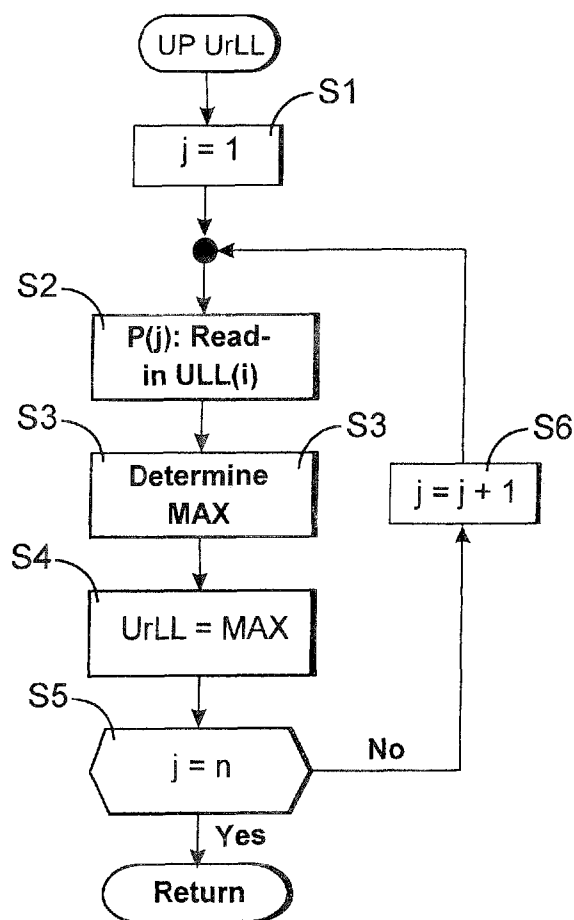 UP UrLL
S1
j = 1
S2
P(j): Read-
in ULL(i)
S3
S3
Determine
MAX
S6
j = j + 1
S4
UrLL = MAX
S5
j = n
No
Yes
Return